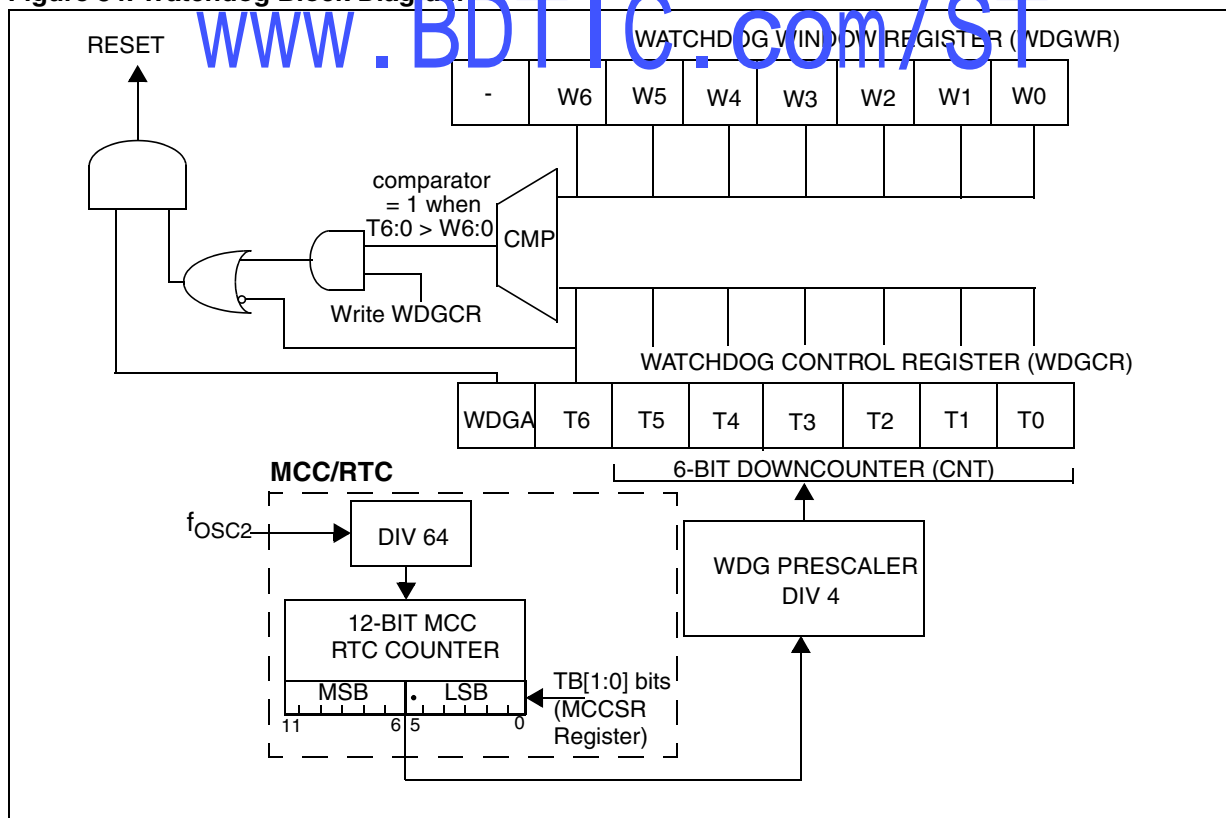 www.BDTIC.com/ST
RESET
WATCHDOG WINDOW REGISTER (WDGWR)
- W6 W5 W4 W3 W2 W1 W0
comparator
= 1 when
T6:0 > W6:0
CMP
Write WDGCR
WATCHDOG CONTROL REGISTER (WDGCR)
WDGA T6 T5 T4 T3 T2 T1 T0
6-BIT DOWNCOUNTER (CNT)
MCC/RTC
fOSC2
DIV 64
WDG PRESCALER
DIV 4
12-BIT MCC
RTC COUNTER
MSB LSB
11 6 5 0
TB[1:0] bits
(MCCSR
Register)